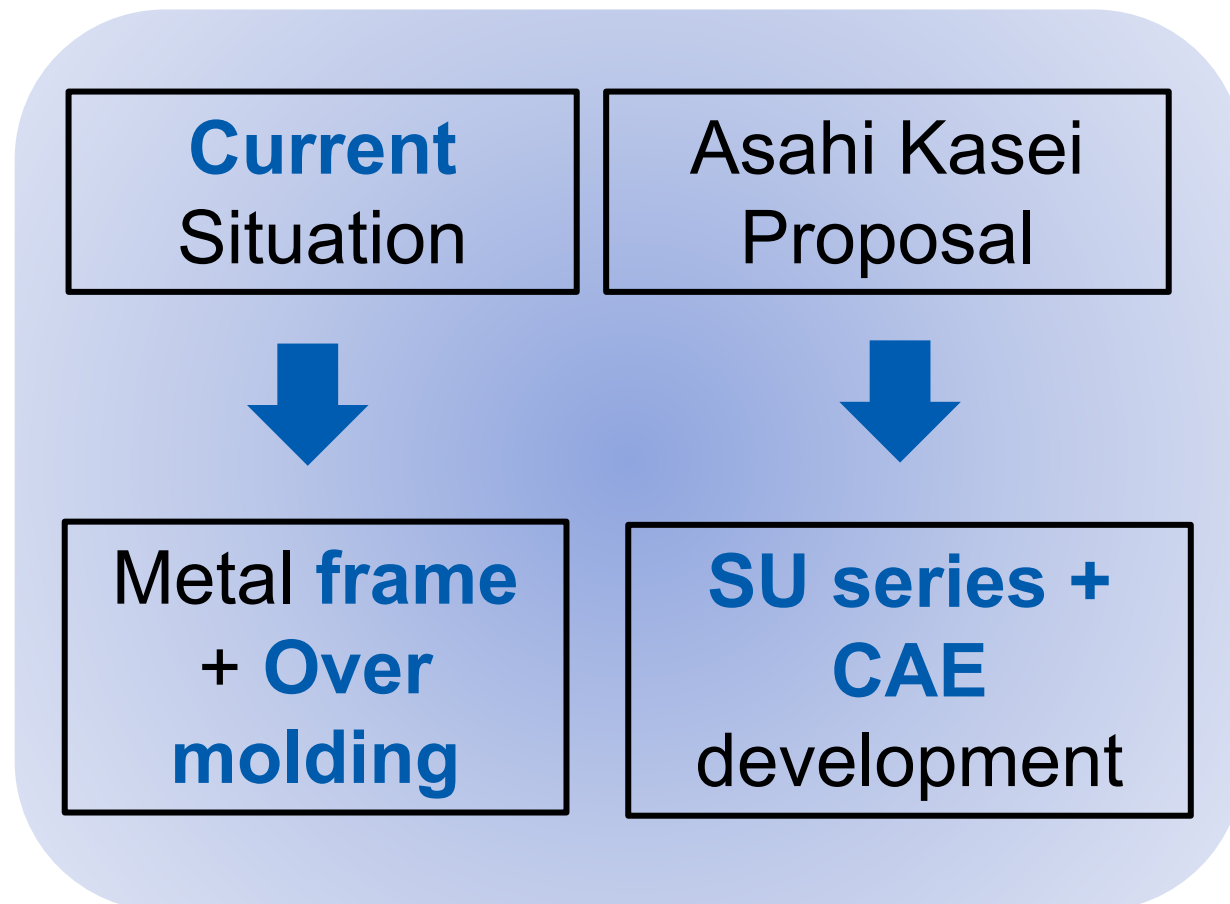 Current
Situation
Asahi Kasei
Proposal
Metal frame
+ Over
molding
SU series +
CAE
development